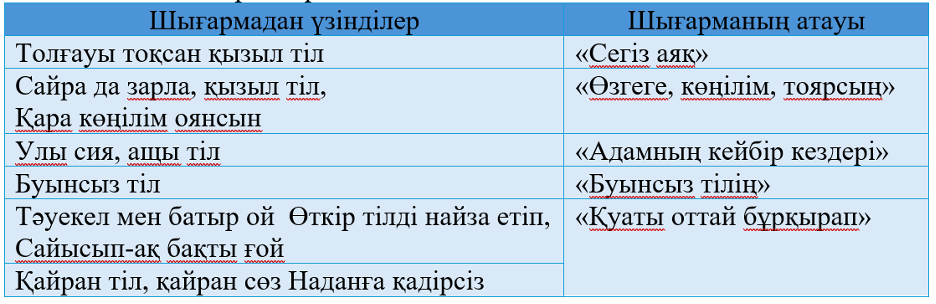 Шығармадан үзінділер Шығарманың атауы
Толғауы тоқсан қызыл тіл «Сегіз аяқ»
Сайра да зарла, қызыл тіл, «Өзгеге, көңілім, тоярсың»
Қара көңілім оянсын
Улы сия, ащы тіл «Адамның кейбір кездері»
Буынсыз тіл «Буынсыз тілің»
Тәуекел мен батыр ой Өткір тілді найза етіп, «Қуаты оттай бұрқырап»
Сайысып-ақ бақты ғой
Қайран тіл, қайран сөз Наданға қадірсіз